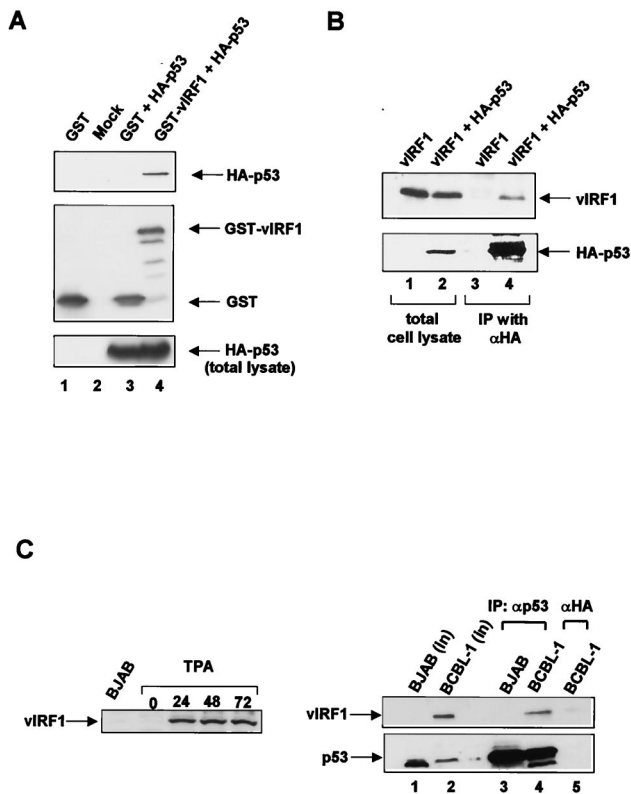 A
GST
Mock
GST + HA-p53
GST-vIRF1 + HA-p53
HA-p53
GST-vIRF1
GST
HA-p53
(total lysate)
1 2 3 4
B
vIRF1
vIRF1 + HA-p53
vIRF1
vIRF1 + HA-p53
vIRF1
HA-p53
1 2 3 4
total
cell lysate
IP with
αHA
C
BJAB
TPA
0 24 48 72
vIRF1
IP: αp53 αHA
BJAB (In)
BCBL-1 (In)
BJAB
BCBL-1
BCBL-1
vIRF1
p53
1 2 3 4 5